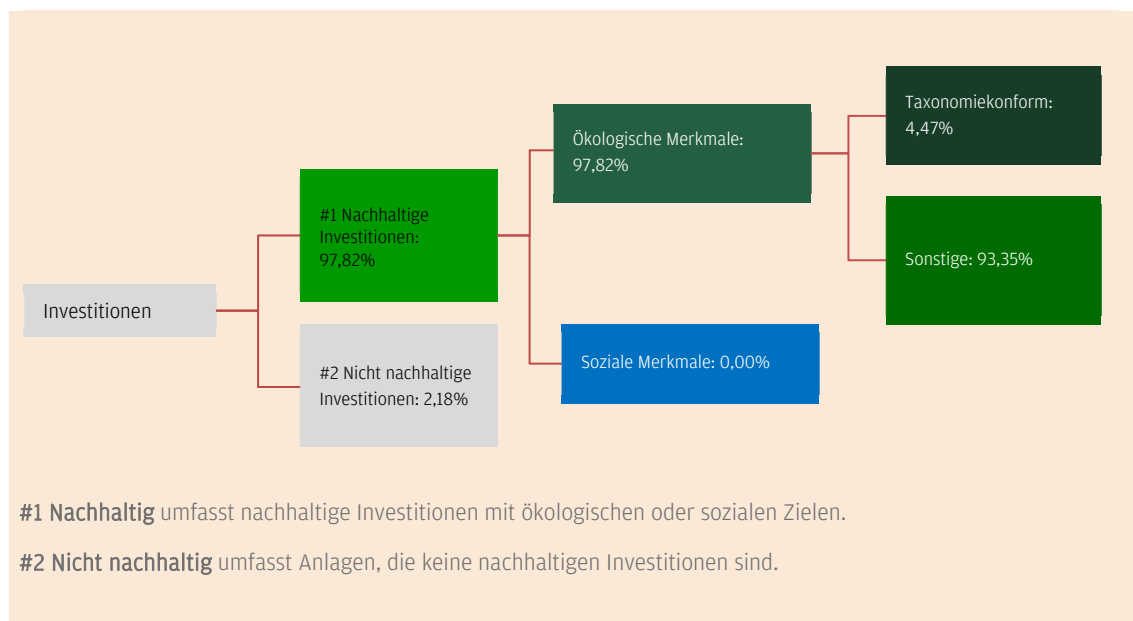 Investitionen
#1 Nachhaltige
Investitionen:
97,82%
#2 Nicht nachhaltige
Investitionen: 2,18%
Ökologische Merkmale:
97,82%
Soziale Merkmale: 0,00%
Taxonomiekonform:
4,47%
Sonstige: 93,35%
#1 Nachhaltig umfasst nachhaltige Investitionen mit ökologischen oder sozialen Zielen.
#2 Nicht nachhaltig umfasst Anlagen, die keine nachhaltigen Investitionen sind.